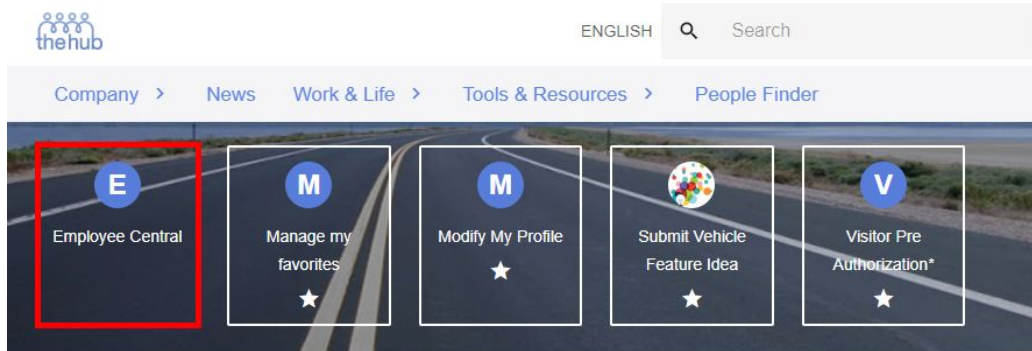 thehub
ENGLISH
Search
Company
News
Work & Life
Tools & Resources
People Finder
E
Employee Central
M
Manage my
favorites
M
Modify My Profile
Submit Vehicle
Feature Idea
V
Visitor Pre
Authorization*